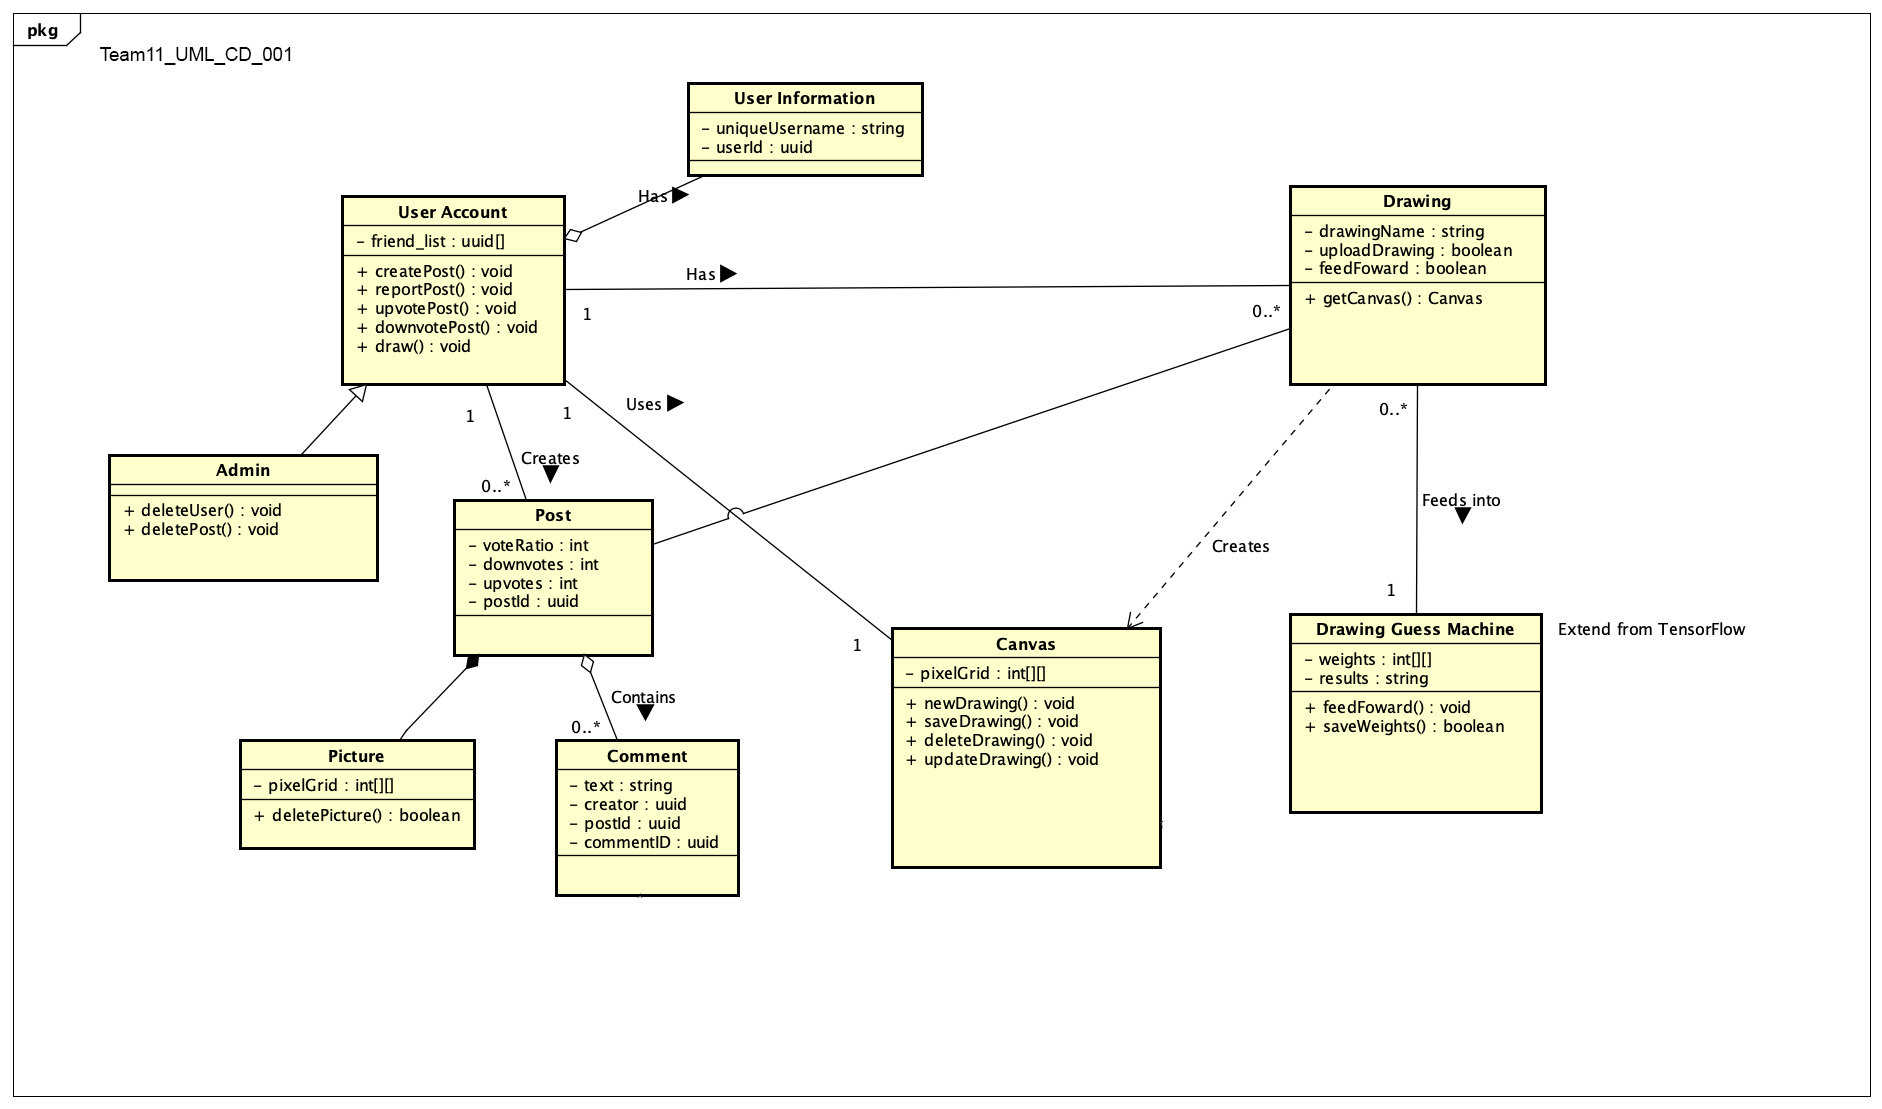 pkg
Team11_UML_CD_001
User Information
– uniqueUsername : string
– userId : uuid
Has
User Account
– friend_list : uuid[]
+ createPost() : void
+ reportPost() : void
+ upvotePost() : void
+ downvotePost() : void
+ draw() : void
Has
1
0..*
Drawing
– drawingName : string
– uploadDrawing : boolean
– feedFoward : boolean
+ getCanvas() : Canvas
1
1
Uses
0..*
Creates
0..*
Admin
+ deleteUser() : void
+ deletePost() : void
Post
– voteRatio : int
– downvotes : int
– upvotes : int
– postId : uuid
Feeds into
Creates
1
1
Canvas
– pixelGrid : int[][]
+ newDrawing() : void
+ saveDrawing() : void
+ deleteDrawing() : void
+ updateDrawing() : void
Drawing Guess Machine
– weights : int[][]
– results : string
+ feedFoward() : void
+ saveWeights() : boolean
Extend from TensorFlow
Contains
0..*
Picture
– pixelGrid : int[][]
+ deletePicture() : boolean
Comment
– text : string
– creator : uuid
– postId : uuid
– commentID : uuid